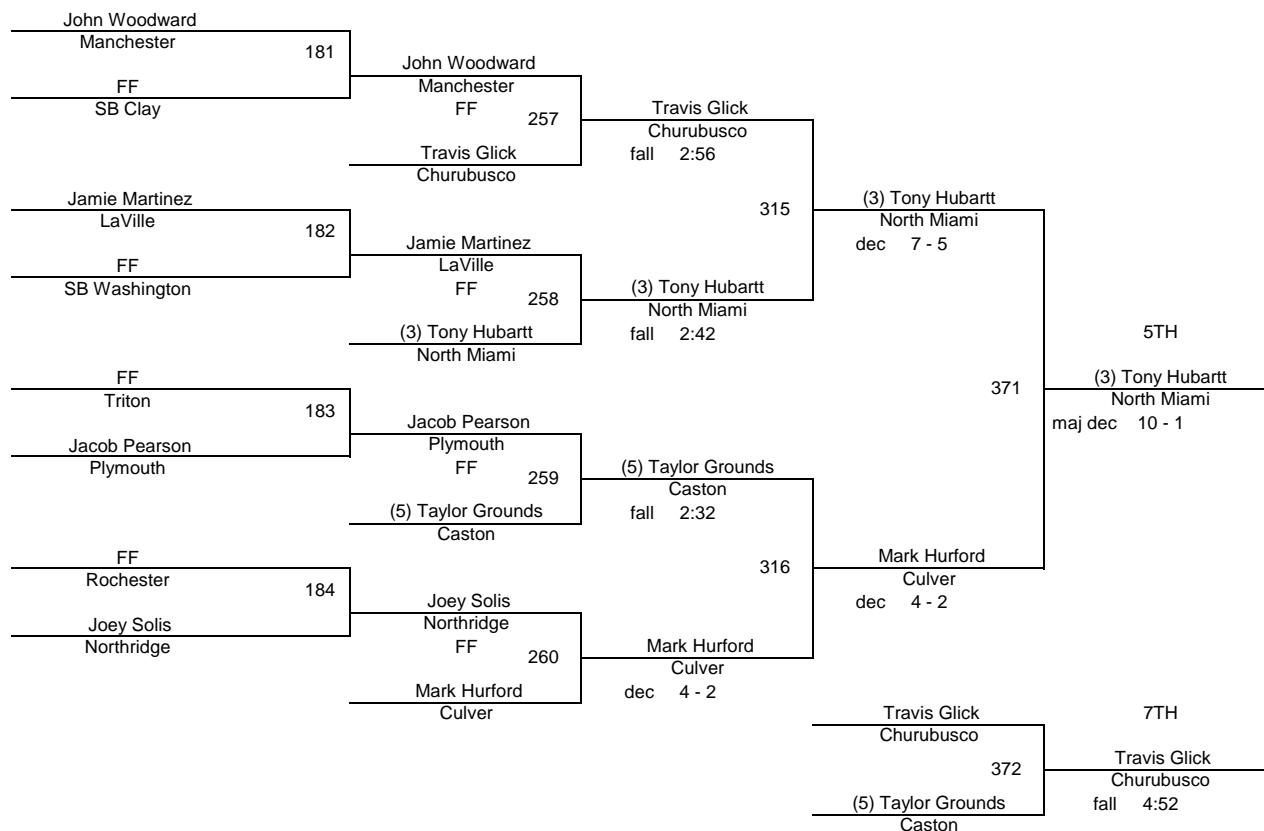 John Woodward
Manchester
181
FF
SB Clay
John Woodward
Manchester
FF
257
Travis Glick
Churubusco
Travis Glick
Churubusco
fall 2:56
Jamie Martinez
LaVille
182
FF
SB Washington
Jamie Martinez
LaVille
FF
258
(3) Tony Hubartt
North Miami
(3) Tony Hubartt
North Miami
fall 2:42
315
(3) Tony Hubartt
North Miami
dec 7 - 5
FF
Triton
183
Jacob Pearson
Plymouth
Jacob Pearson
Plymouth
FF
259
(5) Taylor Grounds
Caston
(5) Taylor Grounds
Caston
fall 2:32
FF
Rochester
184
Joey Solis
Northridge
Joey Solis
Northridge
FF
260
Mark Hurford
Culver
Mark Hurford
Culver
dec 4 - 2
316
Mark Hurford
Culver
dec 4 - 2
371
5TH
(3) Tony Hubartt
North Miami
maj dec 10 - 1
Travis Glick
Churubusco
372
(5) Taylor Grounds
Caston
7TH
Travis Glick
Churubusco
fall 4:52